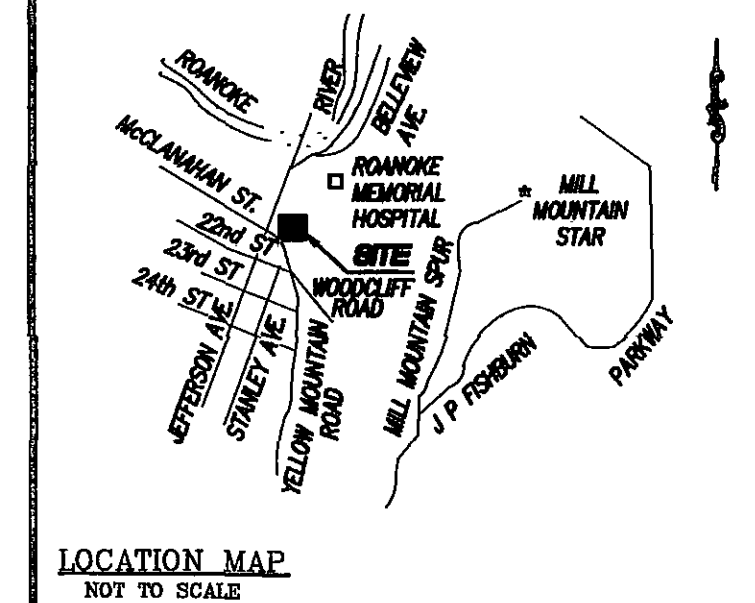 ROANOKE
RIVER
BELLEVIEW
AVE.
McCLANAHAN ST.
ROANOKE
MEMORIAL
HOSPITAL
MILL
MOUNTAIN
STAR
22nd ST
SITE
23rd ST
WOODCLIFF
ROAD
24th ST
MILL MOUNTAIN SPUR
JEFFERSON AVE.
STANLEY AVE.
YELLOW MOUNTAIN
ROAD
J P FISHBURN
PARKWAY
LOCATION MAP
NOT TO SCALE